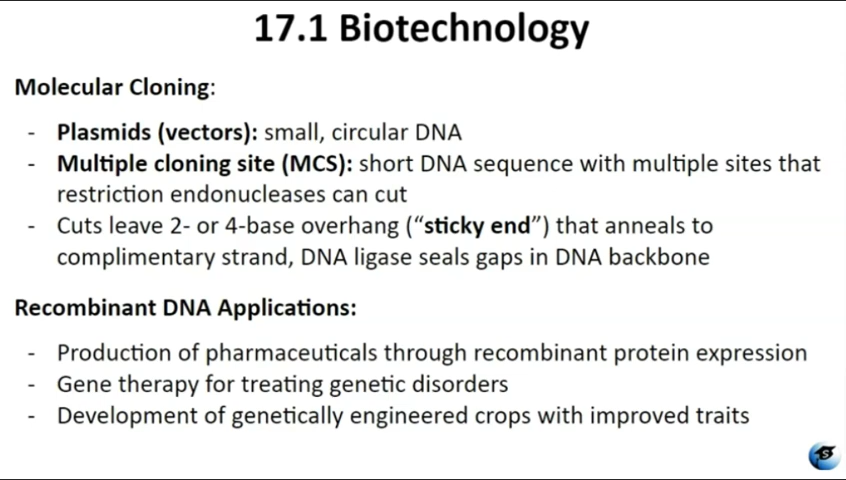 17.1 Biotechnology
Molecular Cloning:
- Plasmids (vectors): small, circular DNA
- Multiple cloning site (MCS): short DNA sequence with multiple sites that
restriction endonucleases can cut
- Cuts leave 2- or 4-base overhang (“sticky end”) that anneals to
complimentary strand, DNA ligase seals gaps in DNA backbone
Recombinant DNA Applications:
- Production of pharmaceuticals through recombinant protein expression
- Gene therapy for treating genetic disorders
- Development of genetically engineered crops with improved traits
S